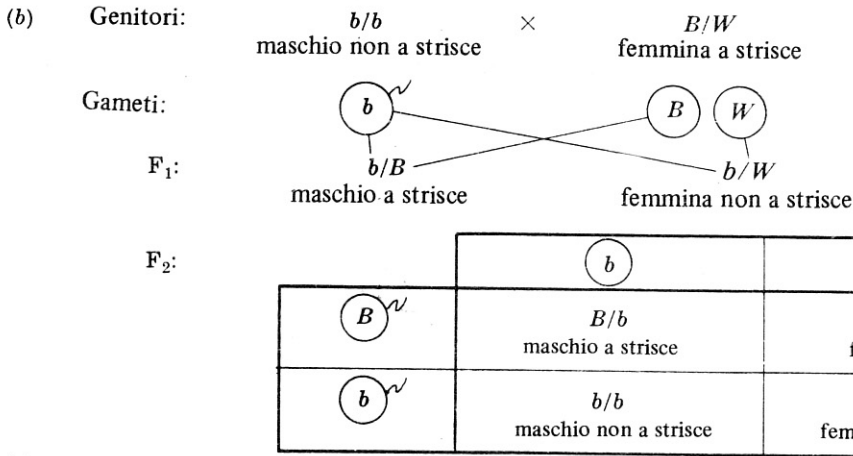 (b) Genitori: b/b × B/W
maschio non a strisce femmina a strisce
Gameti: b B W
F₁: b/B b/W
maschio a strisce femmina non a strisce
F₂: b
B B/b
maschio a strisce
b b/b
maschio non a strisce